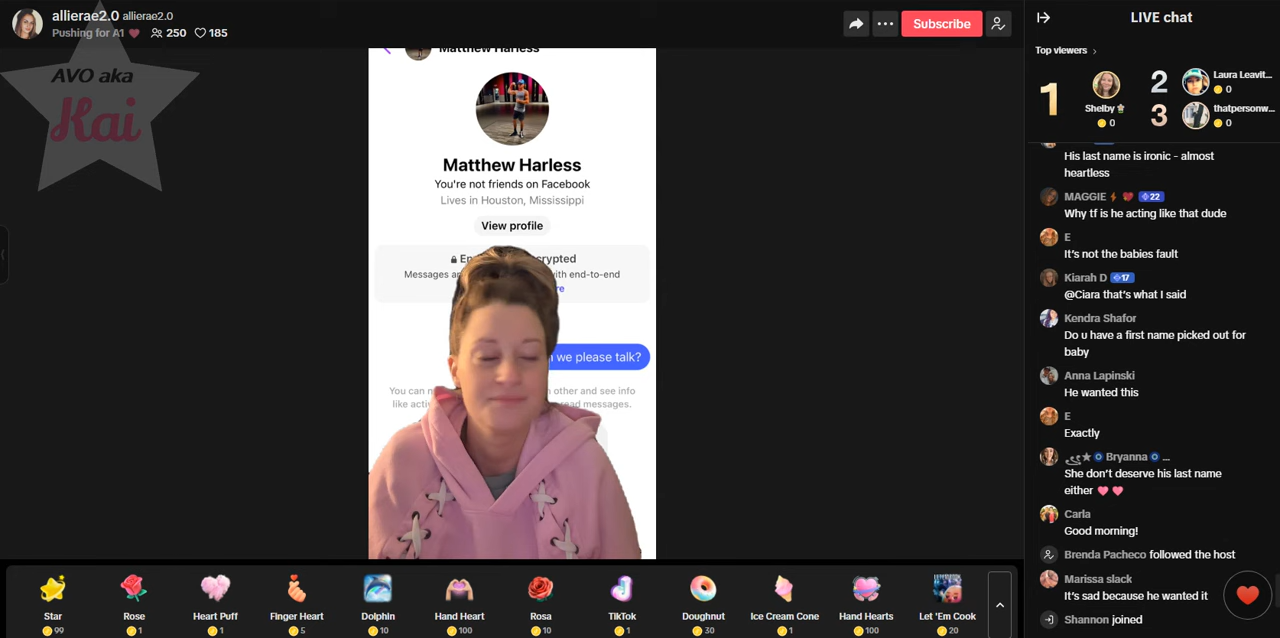 allierae2.0 allierae2.0
Pushing for A1 250 185
Subscribe
AVO aka
Kai
Matthew Harless
Matthew Harless
You're not friends on Facebook
Lives in Houston, Mississippi
View profile
Messages
with end-to-end
we please talk?
You can
other and see info
like
read messages.
LIVE chat
Top viewers
1
Shelby
0
2
Laura Leavit...
0
3
thatpersonw...
0
His last name is ironic - almost
heartless
MAGGIE 22
Why tf is he acting like that dude
E
It's not the babies fault
Kiarah D 17
@Ciara that's what I said
Kendra Shafor
Do u have a first name picked out for
baby
Anna Lapinski
He wanted this
E
Exactly
Bryanna ...
She don't deserve his last name
either
Carla
Good morning!
Brenda Pacheco followed the host
Marissa slack
It's sad because he wanted it
Shannon joined
Star
99
Rose
1
Heart Puff
1
Finger Heart
5
Dolphin
10
Hand Heart
100
Rosa
10
TikTok
1
Doughnut
30
Ice Cream Cone
1
Hand Hearts
100
Let 'Em Cook
20